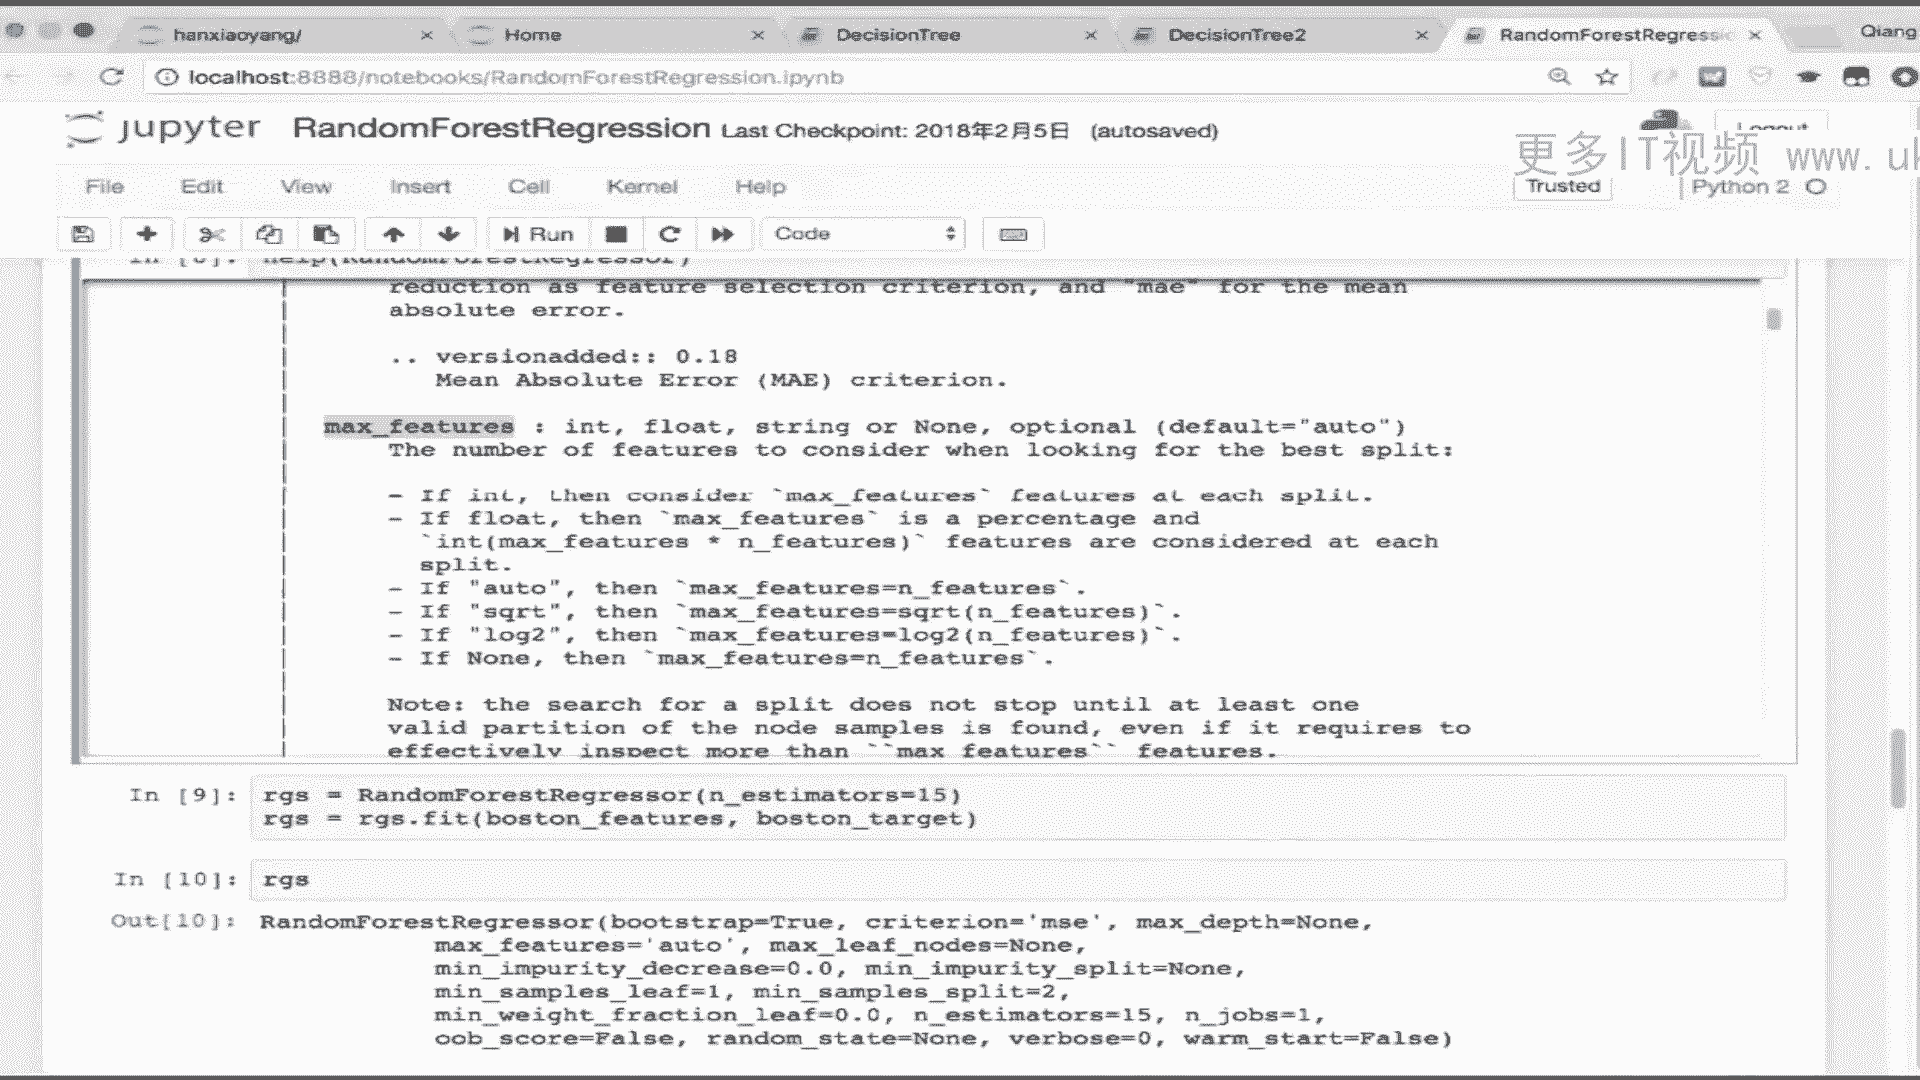 hanxiaoyang/
Home
DecisionTree
DecisionTree2
RandomForestRegressi
Qiang
localhost:8888/notebooks/RandomForestRegression.ipynb
jupyter RandomForestRegression Last Checkpoint: 2018年2月5日 (autosaved)
Logout
更多IT视频 www. uk
File Edit View Insert Cell Kernel Help
Trusted
Python 2
Run
Code
help(RandomForestRegressor)
reduction as feature selection criterion, and "mae" for the mean
absolute error.
.. versionadded:: 0.18
Mean Absolute Error (MAE) criterion.
max_features : int, float, string or None, optional (default="auto")
The number of features to consider when looking for the best split:
- If int, then consider `max_features` features at each split.
- If float, then `max_features` is a percentage and
`int(max_features * n_features)` features are considered at each
split.
- If "auto", then `max_features=n_features`.
- If "sqrt", then `max_features=sqrt(n_features)`.
- If "log2", then `max_features=log2(n_features)`.
- If None, then `max_features=n_features`.
Note: the search for a split does not stop until at least one
valid partition of the node samples is found, even if it requires to
effectively inspect more than ``max_features`` features.
In [9]: rgs = RandomForestRegressor(n_estimators=15)
rgs = rgs.fit(boston_features, boston_target)
In [10]: rgs
Out[10]: RandomForestRegressor(bootstrap=True, criterion='mse', max_depth=None,
max_features='auto', max_leaf_nodes=None,
min_impurity_decrease=0.0, min_impurity_split=None,
min_samples_leaf=1, min_samples_split=2,
min_weight_fraction_leaf=0.0, n_estimators=15, n_jobs=1,
oob_score=False, random_state=None, verbose=0, warm_start=False)